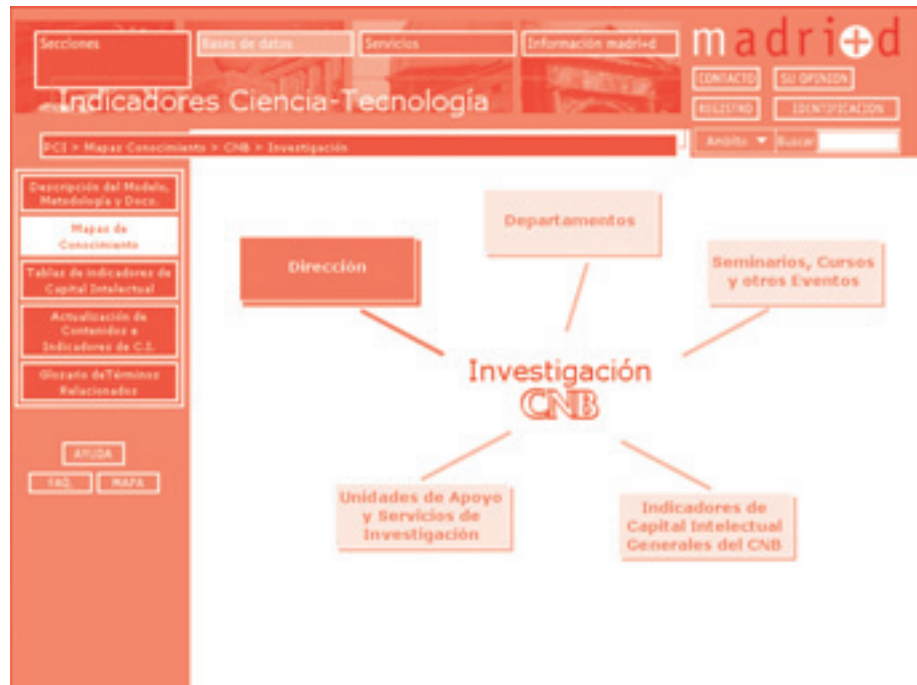 Secciones
Bases de datos
Servicios
Información madri+d
madri+d
CONTACTO
SU OPINION
REGISTRO
IDENTIFICACION
Indicadores Ciencia-Tecnología
PCI > Mapas Conocimiento > CNB > Investigación
Ambito
Buscar
Descripción del Modelo,
Metodología y Docs.
Mapas de
Conocimiento
Tablas de indicadores de
Capital Intelectual
Actualización de
Contenidos e
Indicadores de C.I.
Glosario deTérminos
Relacionados
AYUDA
FAQ.
MAPA
Departamentos
Dirección
Seminarios, Cursos
y otros Eventos
Investigación
CNB
Unidades de Apoyo
y Servicios de
Investigación
Indicadores de
Capital Intelectual
Generales del CNB